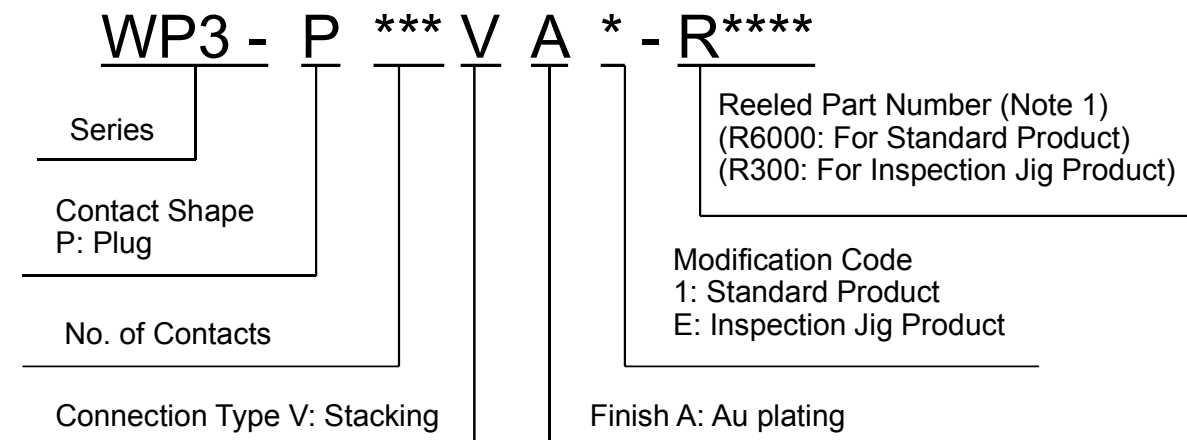 WP3 - P *** V A * - R****
Series
Reeled Part Number (Note 1)
(R6000: For Standard Product)
(R300: For Inspection Jig Product)
Contact Shape
P: Plug
Modification Code
1: Standard Product
E: Inspection Jig Product
No. of Contacts
Connection Type V: Stacking
Finish A: Au plating